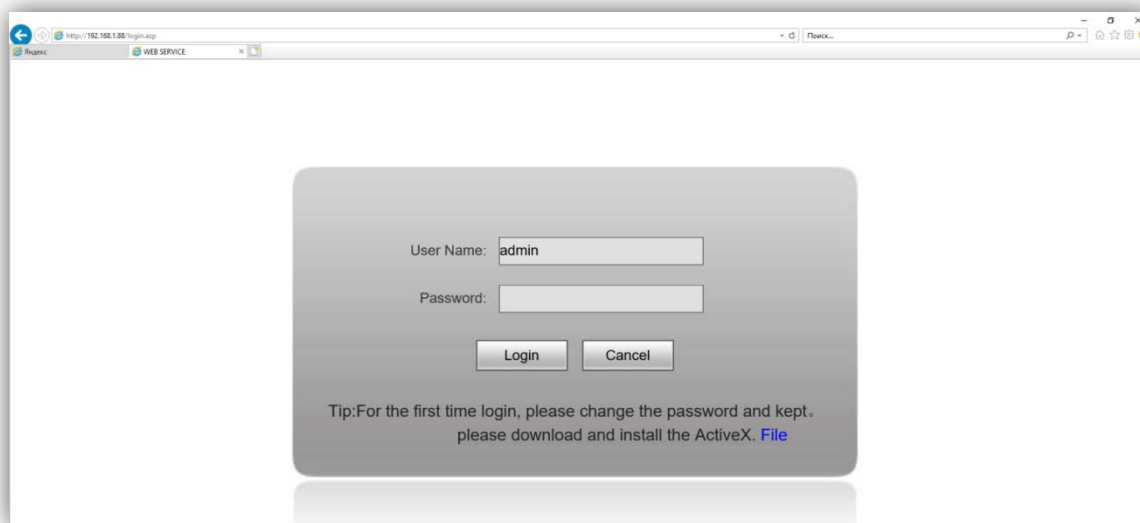 http://192.168.1.88/login.asp
Поиск...
Яндекс
WEB SERVICE
User Name: admin
Password:
Login Cancel
Tip:For the first time login, please change the password and kept。
please download and install the ActiveX. File